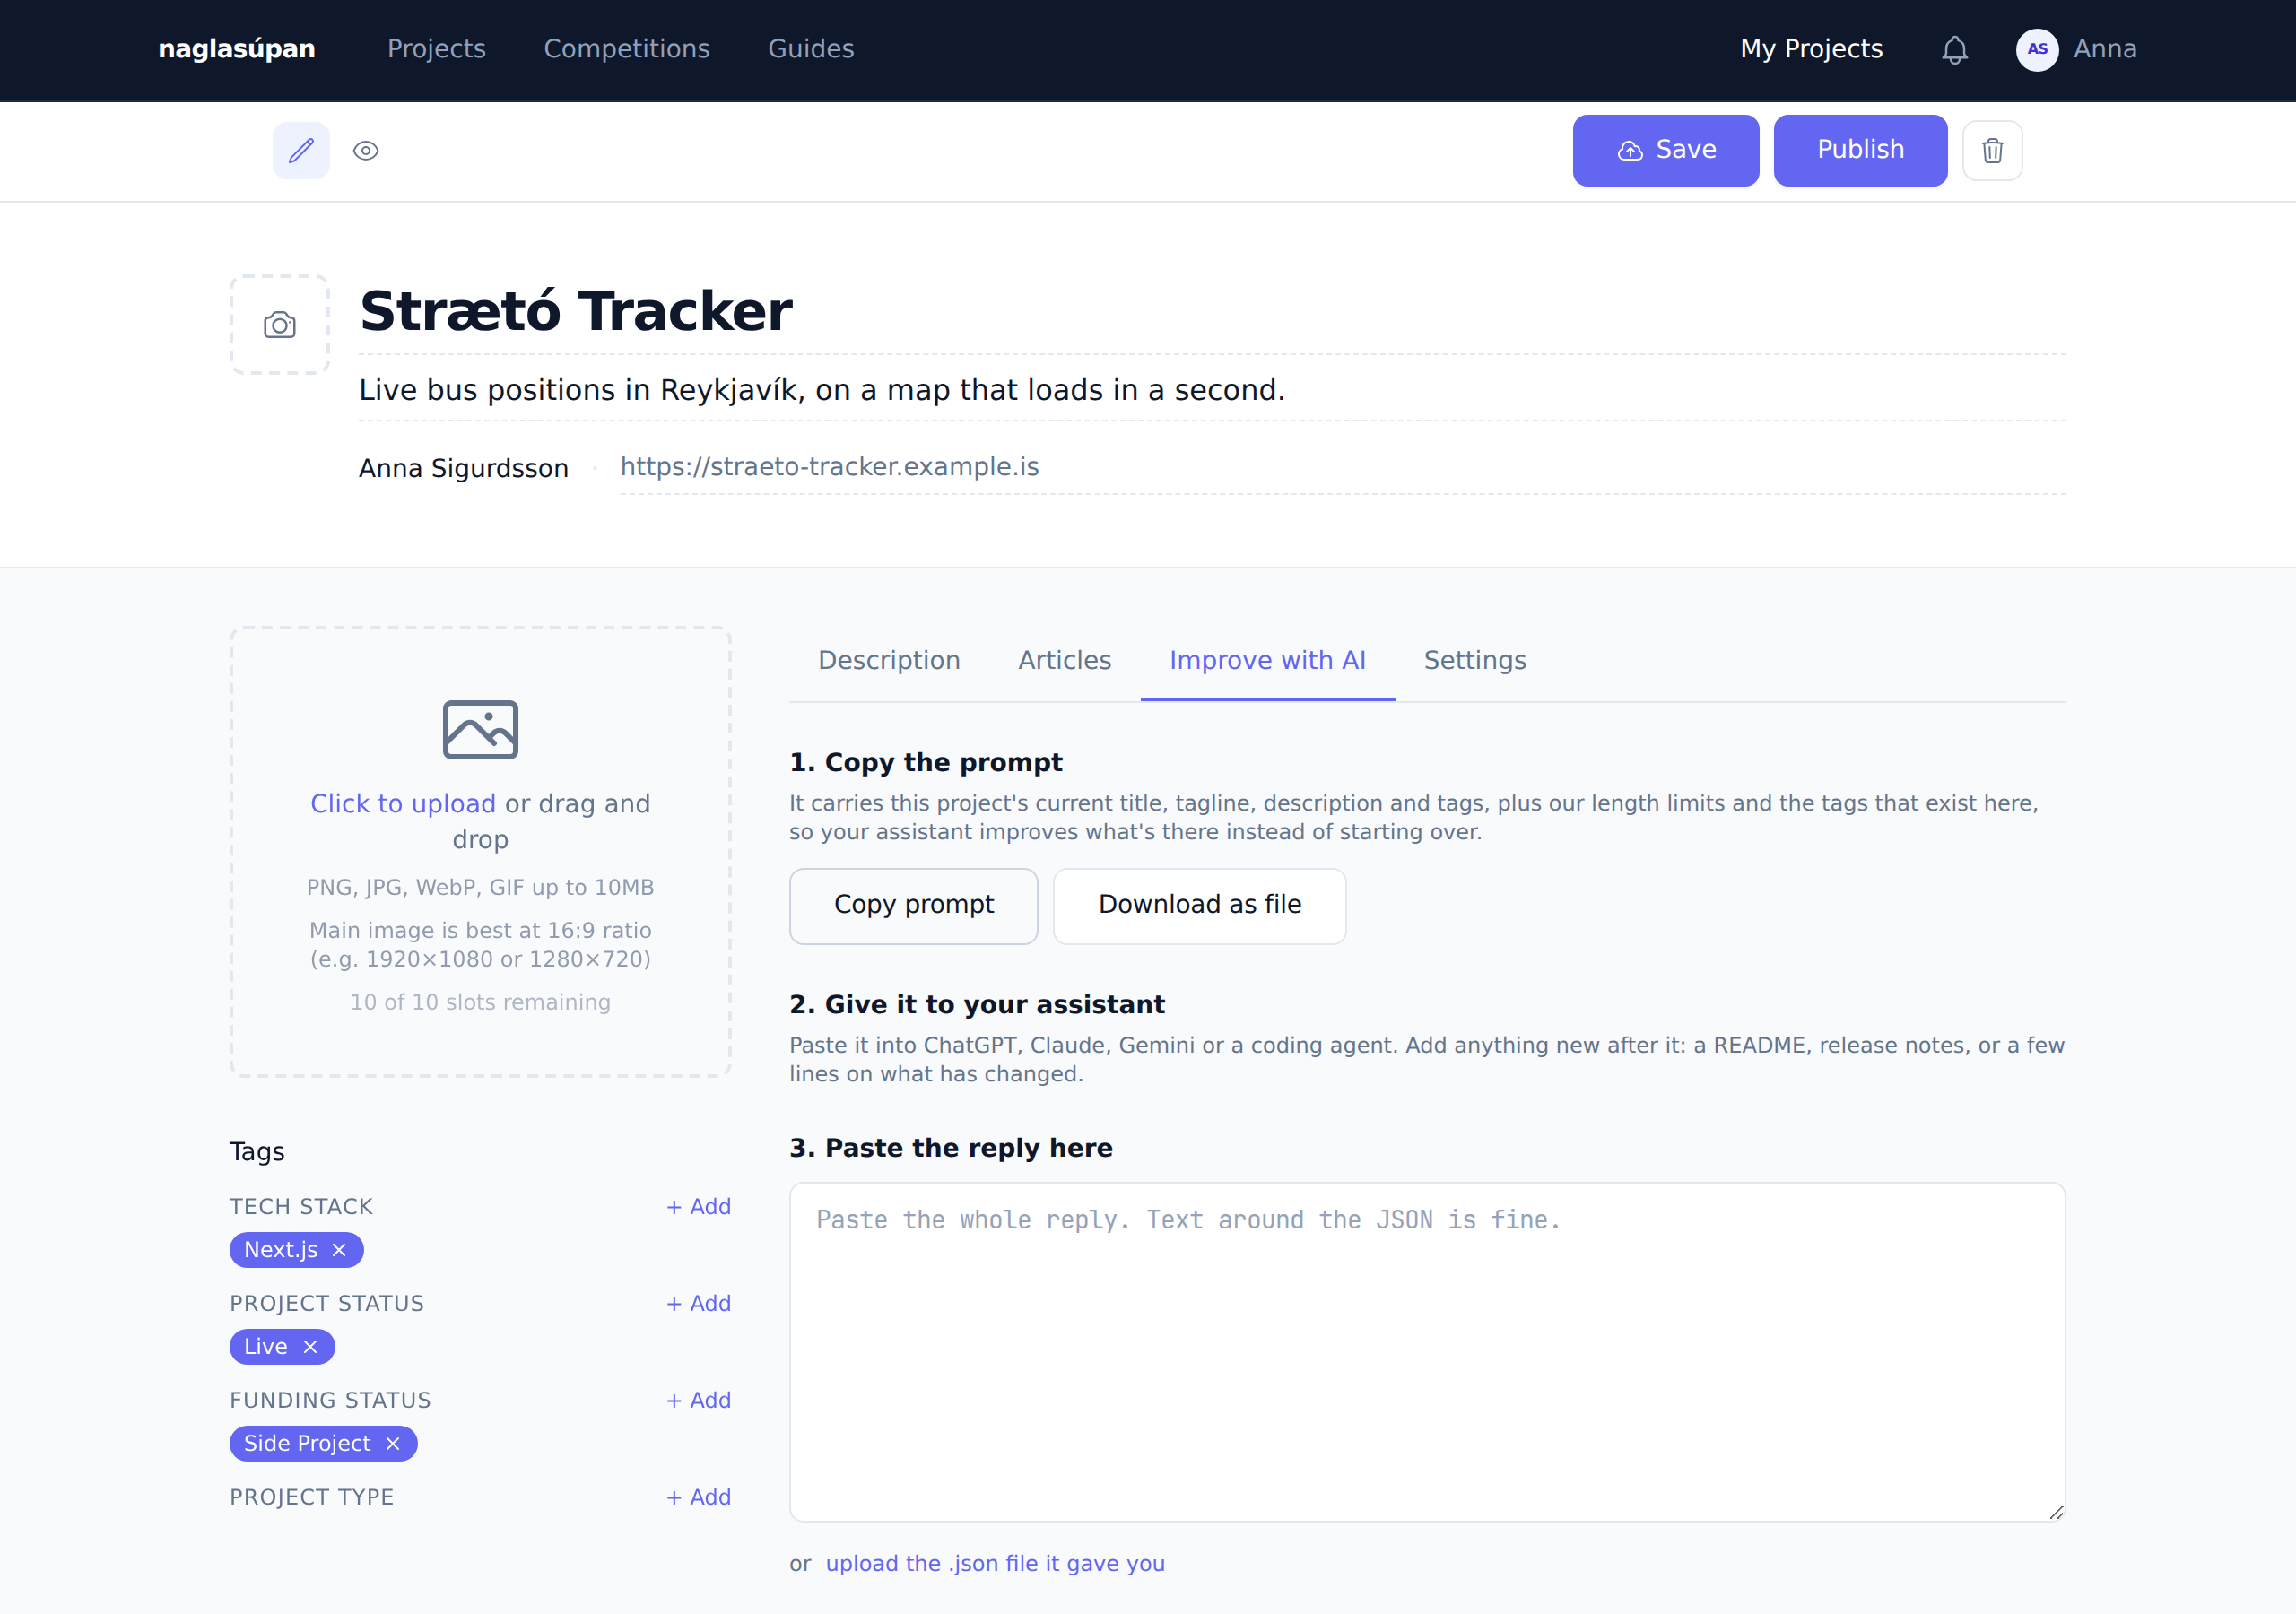 naglasúpan
Projects
Competitions
Guides
My Projects
AS
Anna
Save
Publish
Strætó Tracker
Live bus positions in Reykjavík, on a map that loads in a second.
Anna Sigurdsson · https://straeto-tracker.example.is
Click to upload or drag and
drop
PNG, JPG, WebP, GIF up to 10MB
Main image is best at 16:9 ratio
(e.g. 1920×1080 or 1280×720)
10 of 10 slots remaining
Tags
TECH STACK
+ Add
Next.js ×
PROJECT STATUS
+ Add
Live ×
FUNDING STATUS
+ Add
Side Project ×
PROJECT TYPE
+ Add
Description
Articles
Improve with AI
Settings
1. Copy the prompt
It carries this project's current title, tagline, description and tags, plus our length limits and the tags that exist here,
so your assistant improves what's there instead of starting over.
Copy prompt
Download as file
2. Give it to your assistant
Paste it into ChatGPT, Claude, Gemini or a coding agent. Add anything new after it: a README, release notes, or a few
lines on what has changed.
3. Paste the reply here
Paste the whole reply. Text around the JSON is fine.
or upload the .json file it gave you